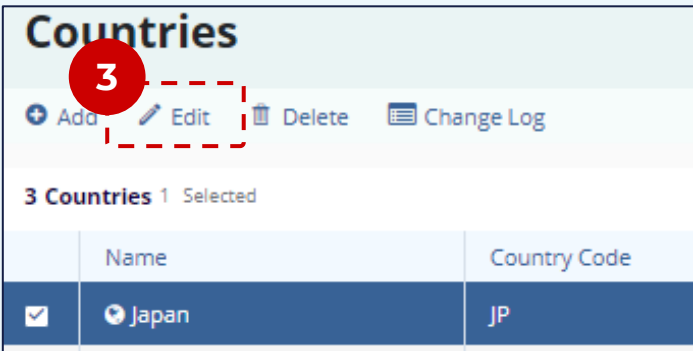 Countries
3
Add Edit Delete Change Log
3 Countries 1 Selected
Name Country Code
Japan JP